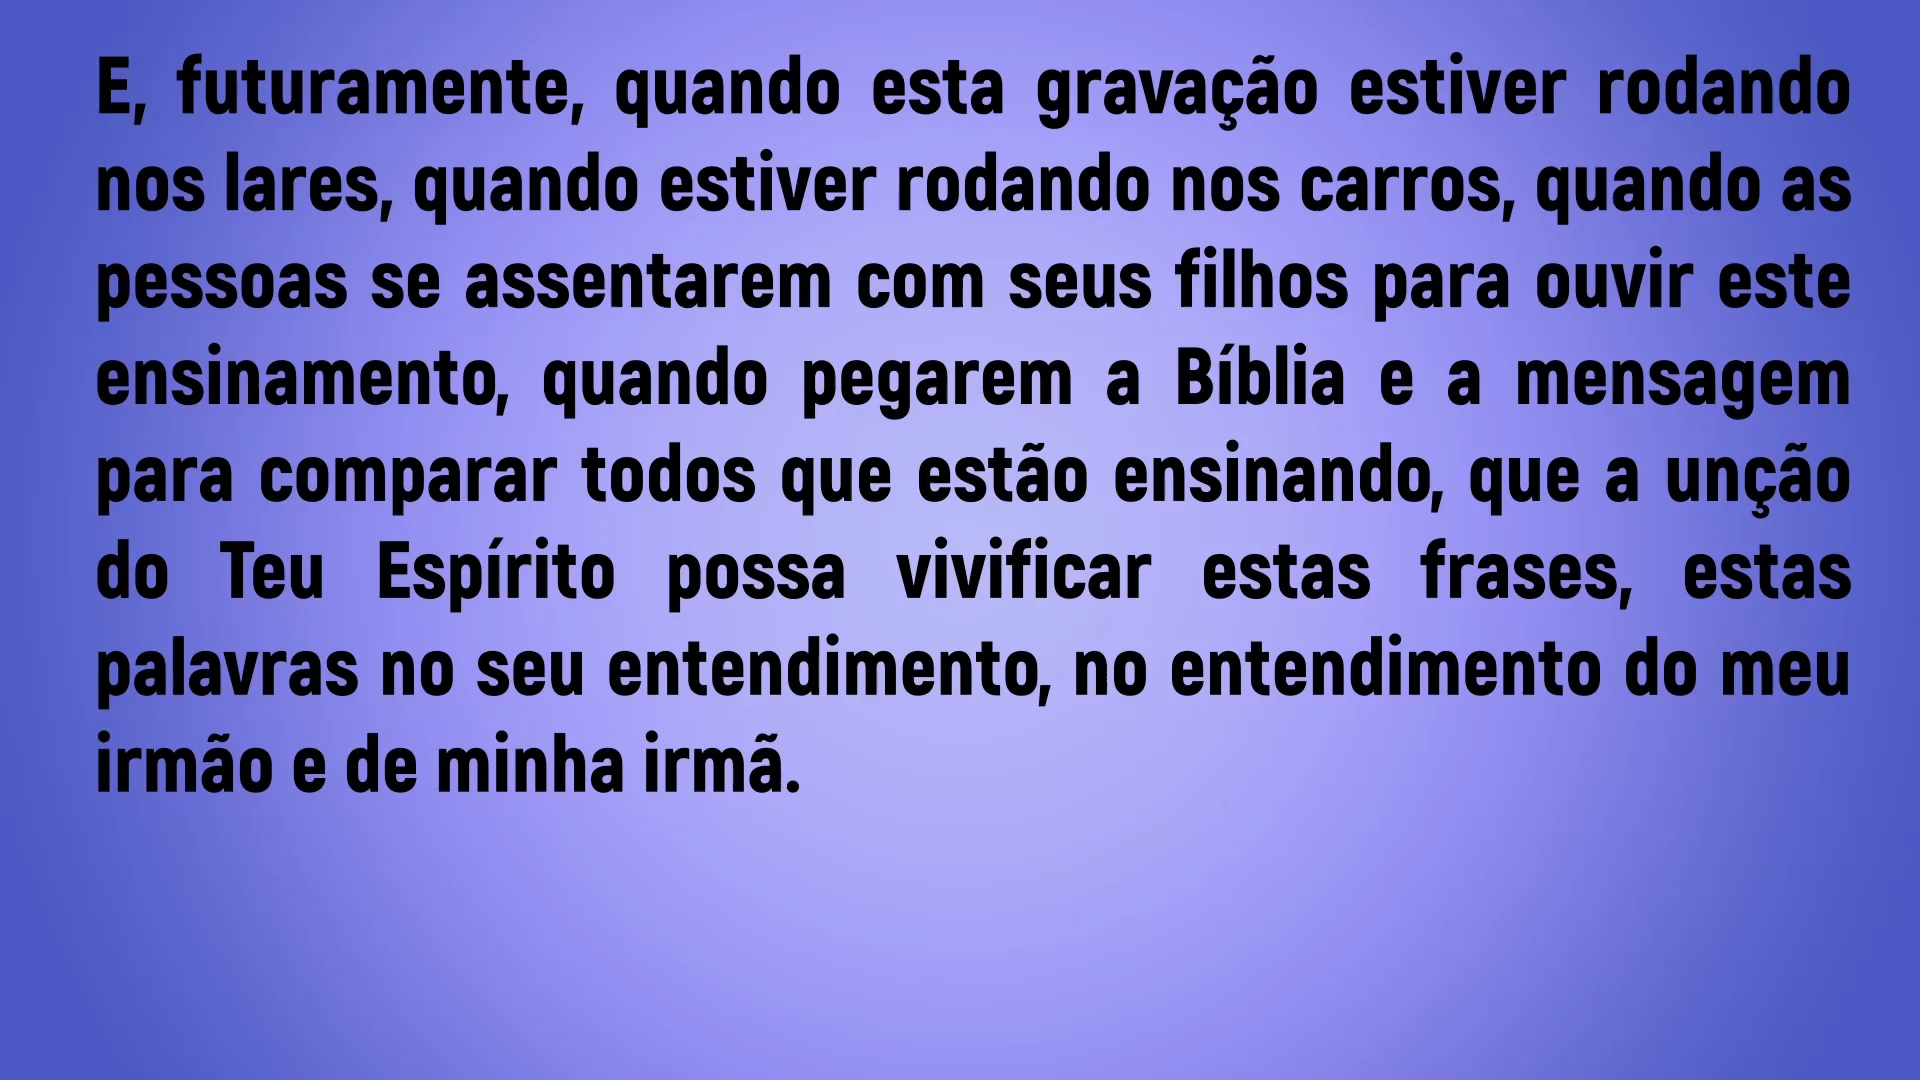 E, futuramente, quando esta gravação estiver rodando
nos lares, quando estiver rodando nos carros, quando as
pessoas se assentarem com seus filhos para ouvir este
ensinamento, quando pegarem a Bíblia e a mensagem
para comparar todos que estão ensinando, que a unção
do Teu Espírito possa vivificar estas frases, estas
palavras no seu entendimento, no entendimento do meu
irmão e de minha irmã.